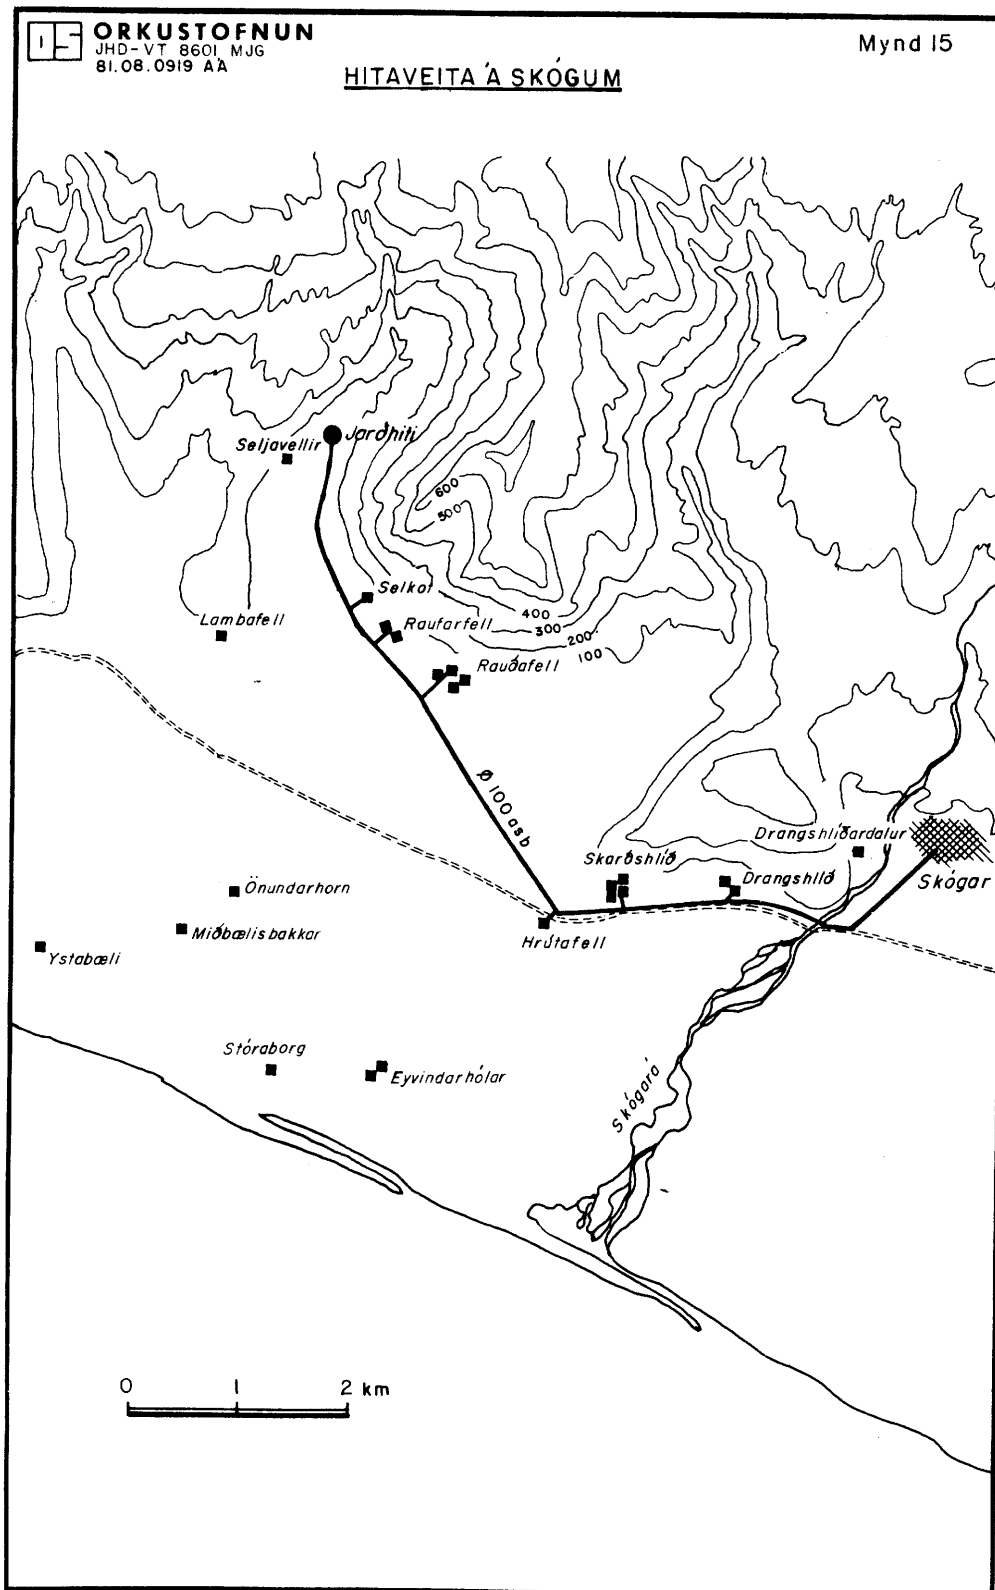 OS ORKUSTOFNUN
JHD-VT 8601 MJG
81.08.0919 AA
Mynd 15
HITAVEITA Á SKÓGUM
Jarðhiti
Seljavellir
600
500
Selkot
400
300
200
100
Lambafell
Raufarfell
Rauðafell
Ø 100 asb
Drangshlíðardalur
Skarðshlíð
Drangshlíð
Skógar
Önundarhorn
Miðbælisbakkar
Hrútafell
Ystabæli
Stóraborg
Eyvindarhólar
Skógará
0 1 2 km